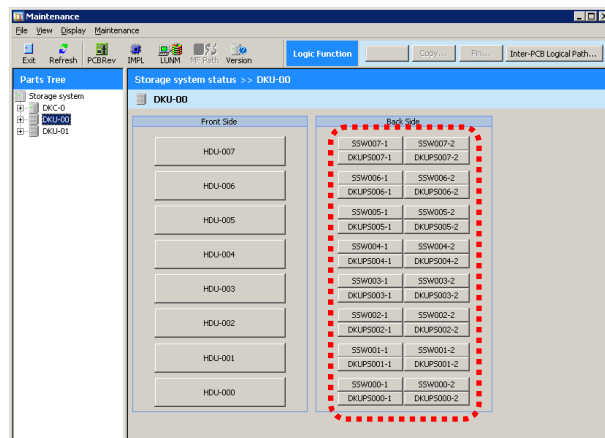 Maintenance
File View Display Maintenance
Exit Refresh PCBRev IMPL LUNM MF Path Version Logic Function Copy... Pin... Inter-PCB Logical Path...
Parts Tree
Storage system
DKC-0
DKU-00
DKU-01
Storage system status >> DKU-00
DKU-00
Front Side
HDU-007
HDU-006
HDU-005
HDU-004
HDU-003
HDU-002
HDU-001
HDU-000
Back Side
SSW007-1 SSW007-2
DKUPS007-1 DKUPS007-2
SSW006-1 SSW006-2
DKUPS006-1 DKUPS006-2
SSW005-1 SSW005-2
DKUPS005-1 DKUPS005-2
SSW004-1 SSW004-2
DKUPS004-1 DKUPS004-2
SSW003-1 SSW003-2
DKUPS003-1 DKUPS003-2
SSW002-1 SSW002-2
DKUPS002-1 DKUPS002-2
SSW001-1 SSW001-2
DKUPS001-1 DKUPS001-2
SSW000-1 SSW000-2
DKUPS000-1 DKUPS000-2